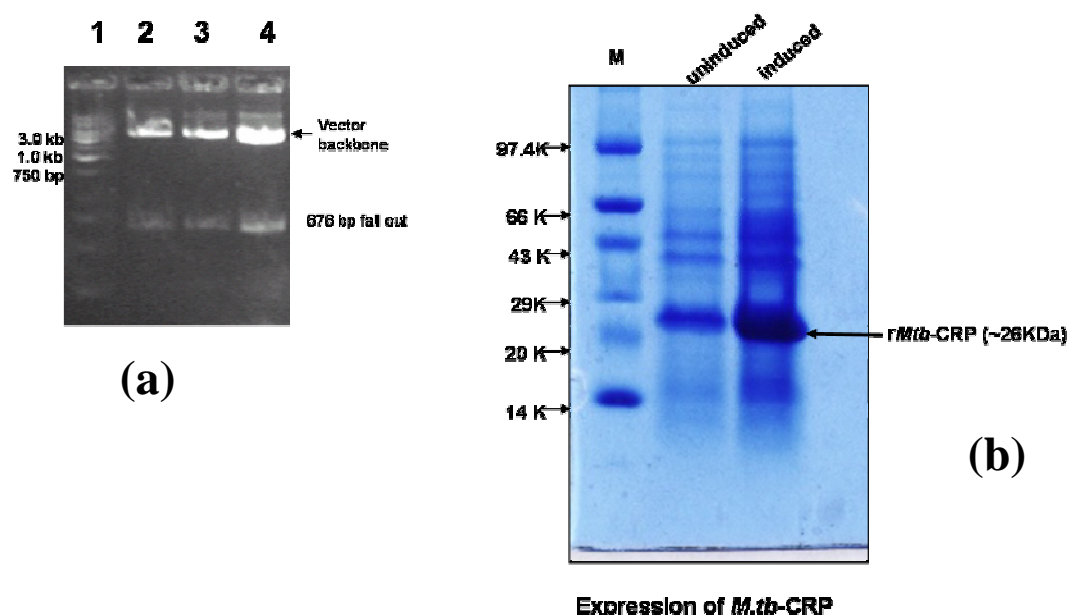 1 2 3 4
3.0 kb
1.0 kb
750 bp
Vector
backbone
676 bp fall out
(a)
M uninduced induced
97.4K
66 K
43 K
29K
20 K
14 K
rMtb-CRP (~26KDa)
(b)
Expression of M.tb-CRP